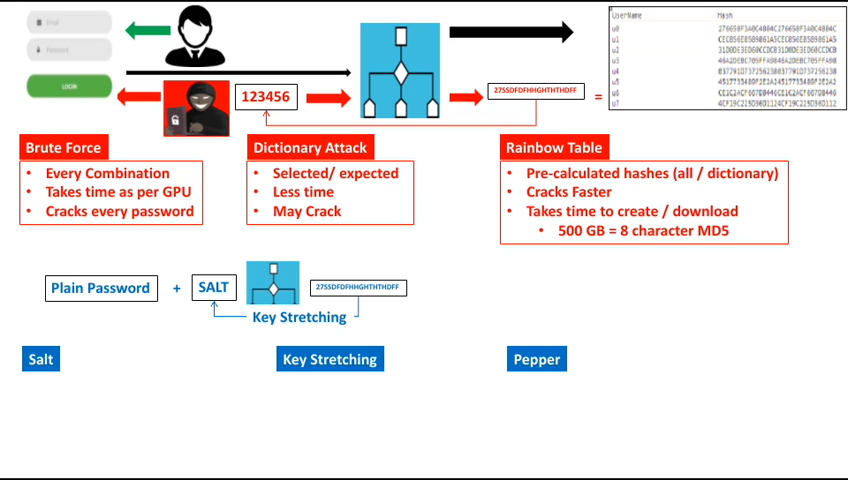 Email
Password
LOGIN
123456
27SSDFDFHHGHTHTHDFF
=
UserName Hash
u0
u1
u2
u3
u4
u5
u6
u7
Brute Force
• Every Combination
• Takes time as per GPU
• Cracks every password
Dictionary Attack
• Selected/ expected
• Less time
• May Crack
Rainbow Table
• Pre-calculated hashes (all / dictionary)
• Cracks Faster
• Takes time to create / download
• 500 GB = 8 character MD5
Plain Password + SALT
27SSDFDFHHGHTHTHDFF
Key Stretching
Salt
Key Stretching
Pepper